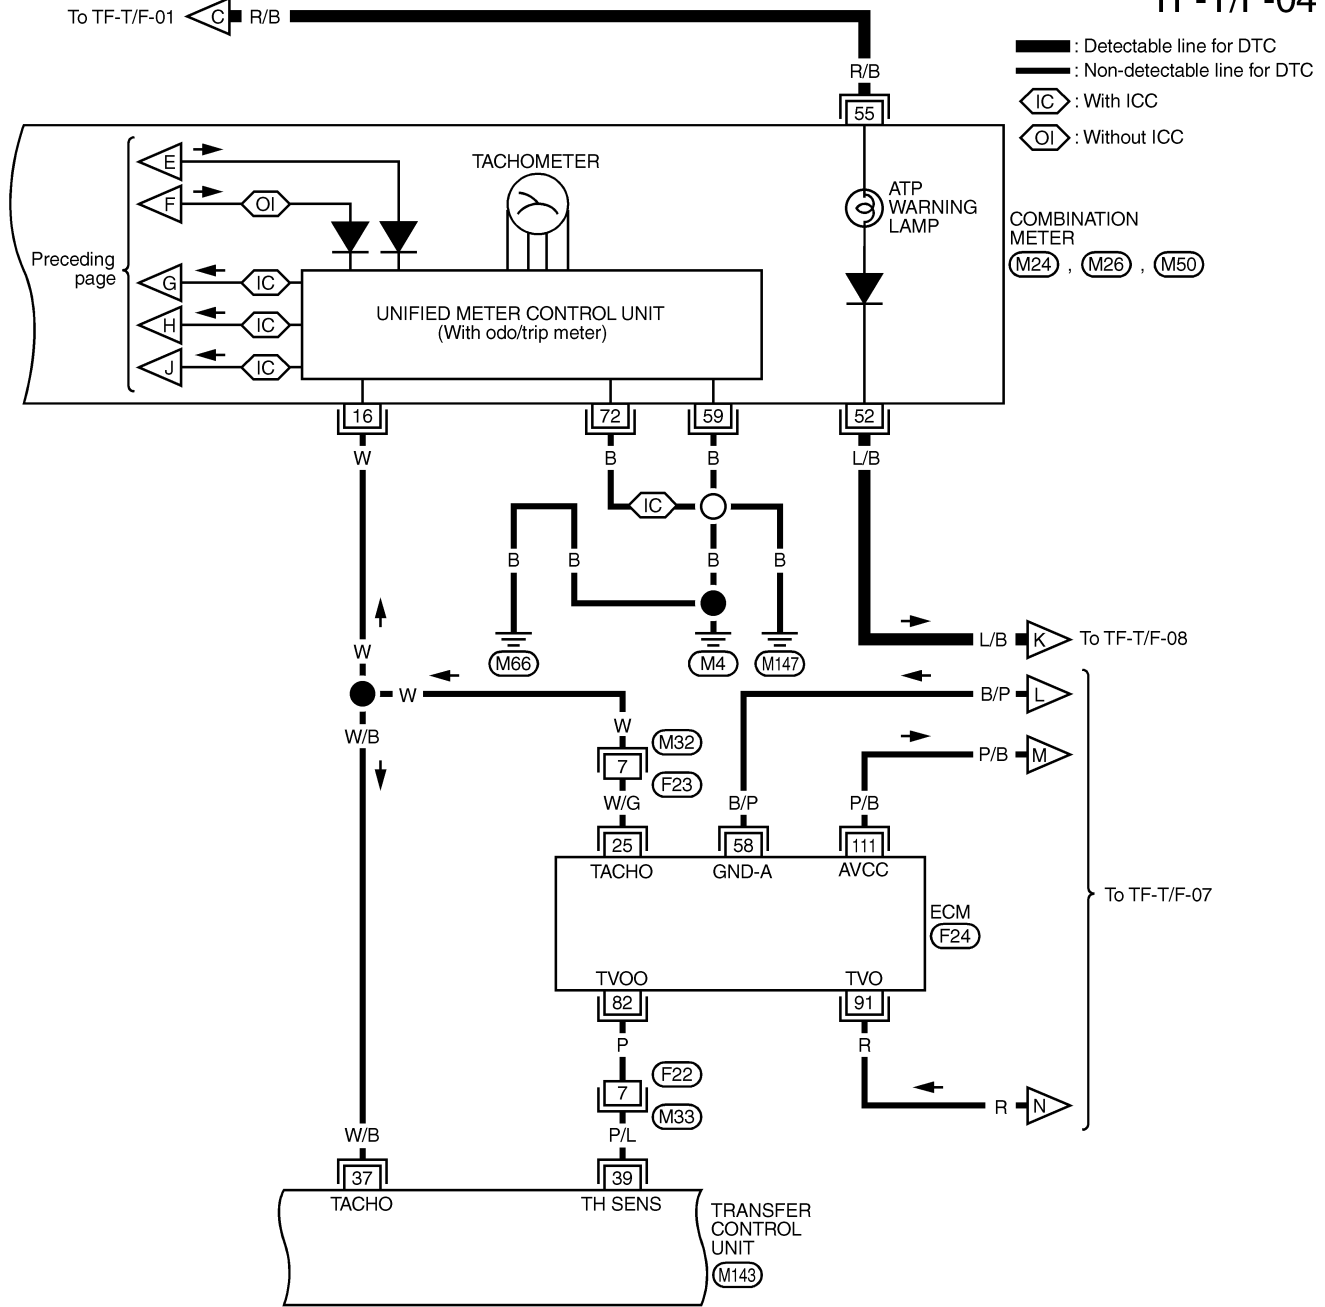 TF-T/F-04
To TF-T/F-01 C R/B
: Detectable line for DTC
: Non-detectable line for DTC
IC : With ICC
OI : Without ICC
R/B
55
E
F OI
TACHOMETER
ATP
WARNING
LAMP
COMBINATION
METER
M24 , M26 , M50
Preceding
page
G IC
H IC
J IC
UNIFIED METER CONTROL UNIT
(With odo/trip meter)
16 72 59 52
W B B L/B
IC
B B B B
M66 M4 M147
L/B K To TF-T/F-08
W
W
B/P L
W/B
W
M32
7
F23
P/B M
W/G B/P P/B
25 58 111
TACHO GND-A AVCC
To TF-T/F-07
ECM
F24
TVOO TVO
82 91
P R
F22
7
M33
R N
W/B P/L
37 39
TACHO TH SENS
TRANSFER
CONTROL
UNIT
M143